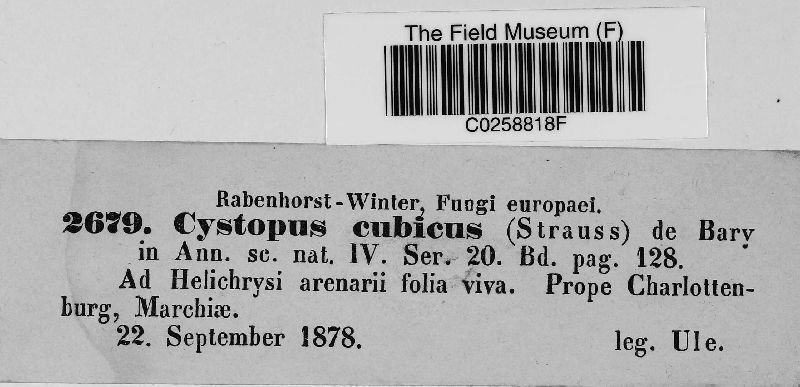 The Field Museum (F)
C0258818F
Rabenhorst-Winter, Fungi europaei.
2679. Cystopus cubicus (Strauss) de Bary
in Ann. sc. nat. IV. Ser. 20. Bd. pag. 128.
Ad Helichrysi arenarii folia viva. Prope Charlotten-
burg, Marchiæ.
22. September 1878. leg. Ule.